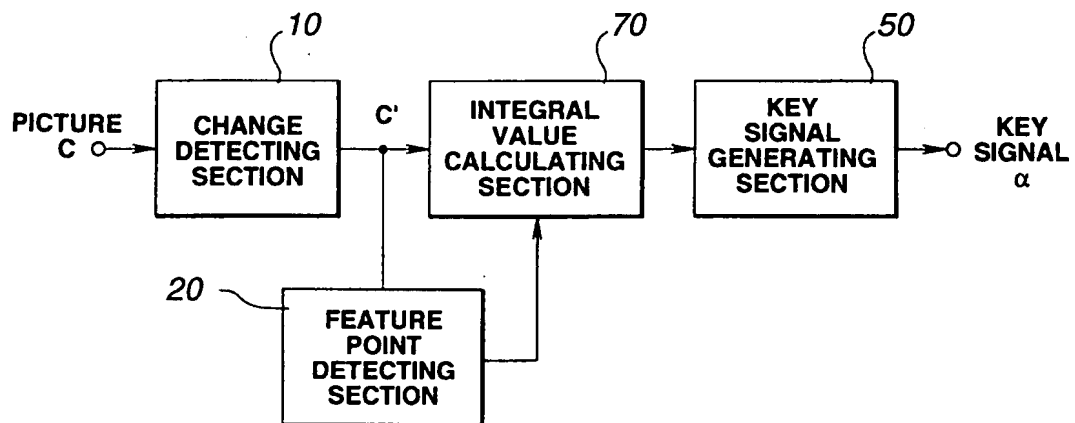 10
70
50
PICTURE
C
CHANGE
DETECTING
SECTION
C'
INTEGRAL
VALUE
CALCULATING
SECTION
KEY
SIGNAL
GENERATING
SECTION
KEY
SIGNAL
α
20
FEATURE
POINT
DETECTING
SECTION